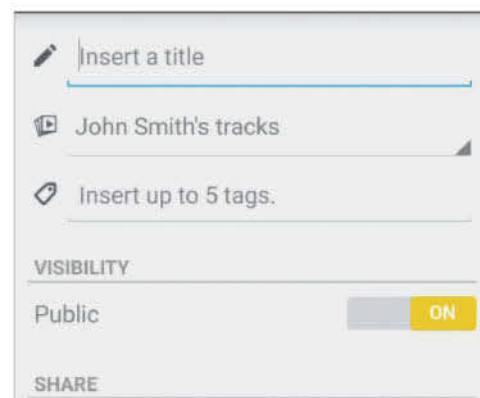 Insert a title
John Smith's tracks
Insert up to 5 tags.
VISIBILITY
Public ON
SHARE